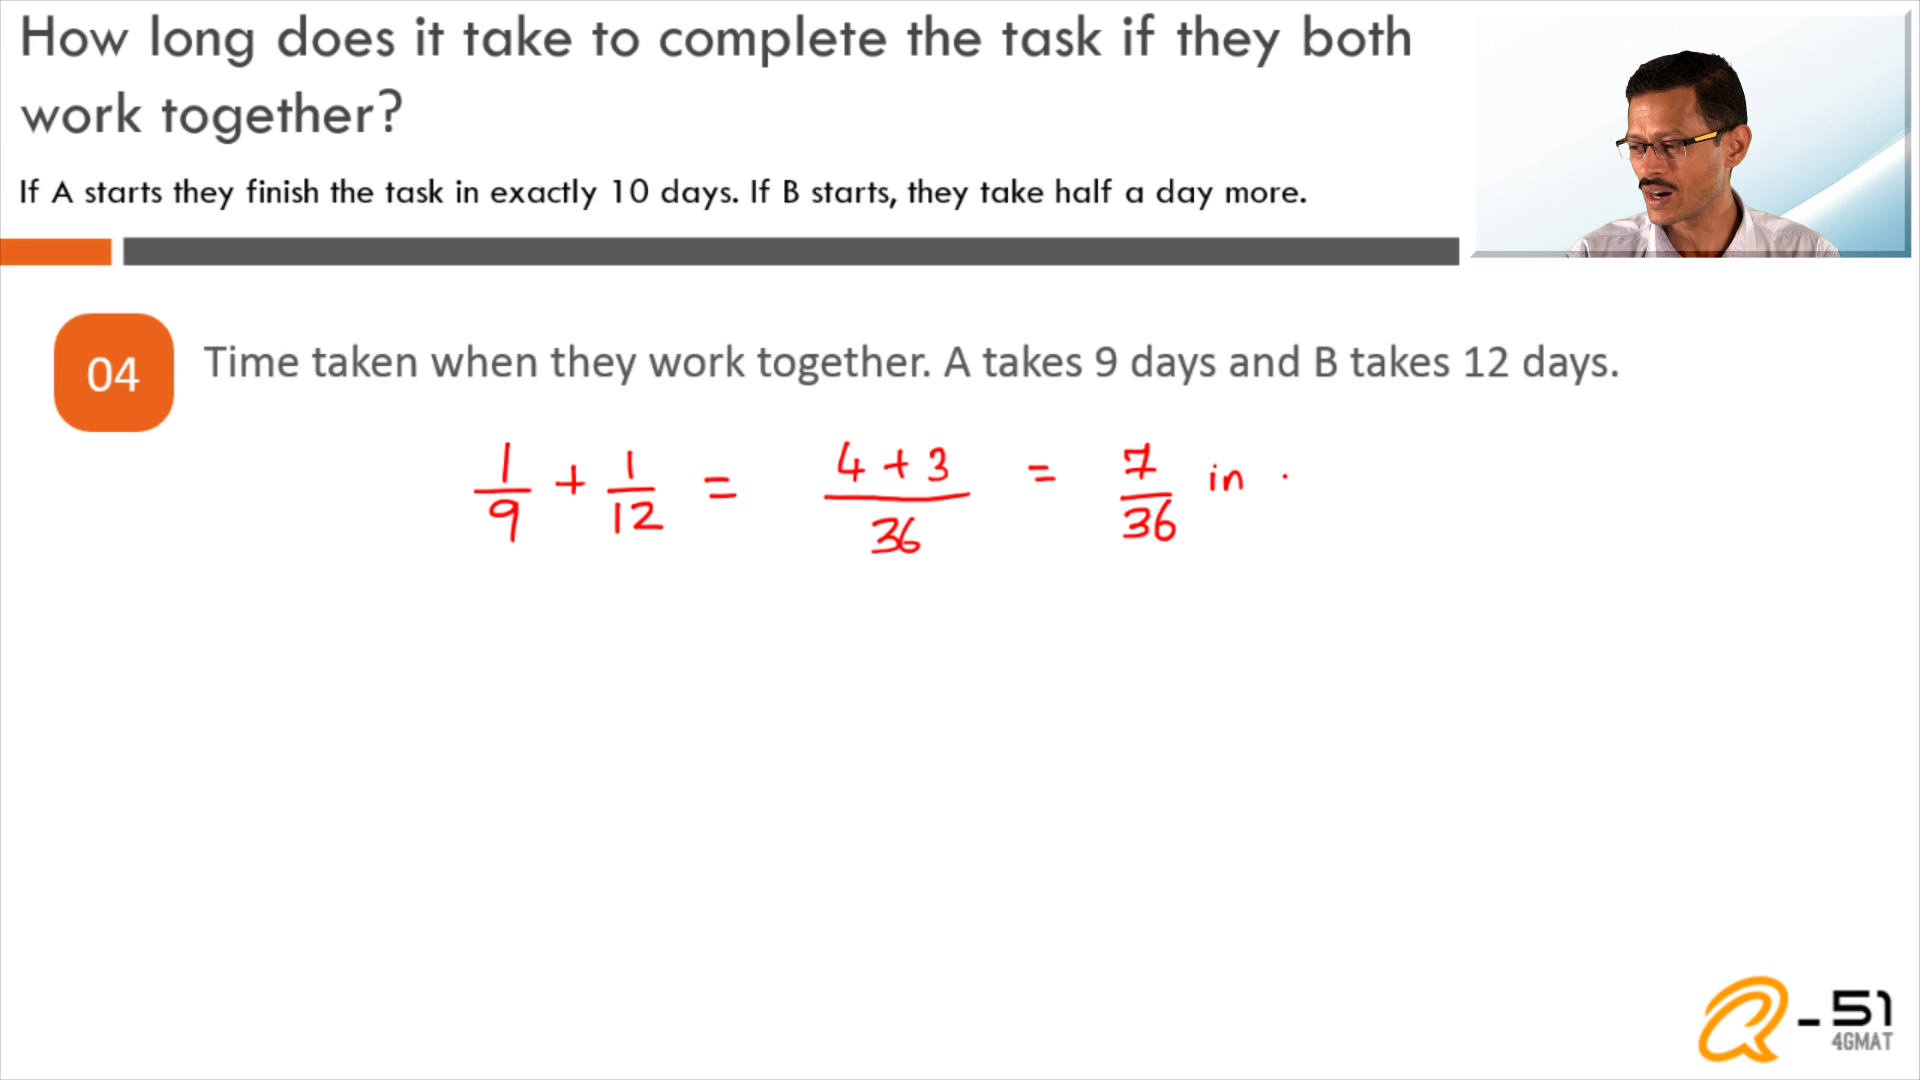 How long does it take to complete the task if they both
work together?
If A starts they finish the task in exactly 10 days. If B starts, they take half a day more.
04
Time taken when they work together. A takes 9 days and B takes 12 days.
1/9 + 1/12 = 4 + 3/36 = 7/36 in
Q-51
4GMAT